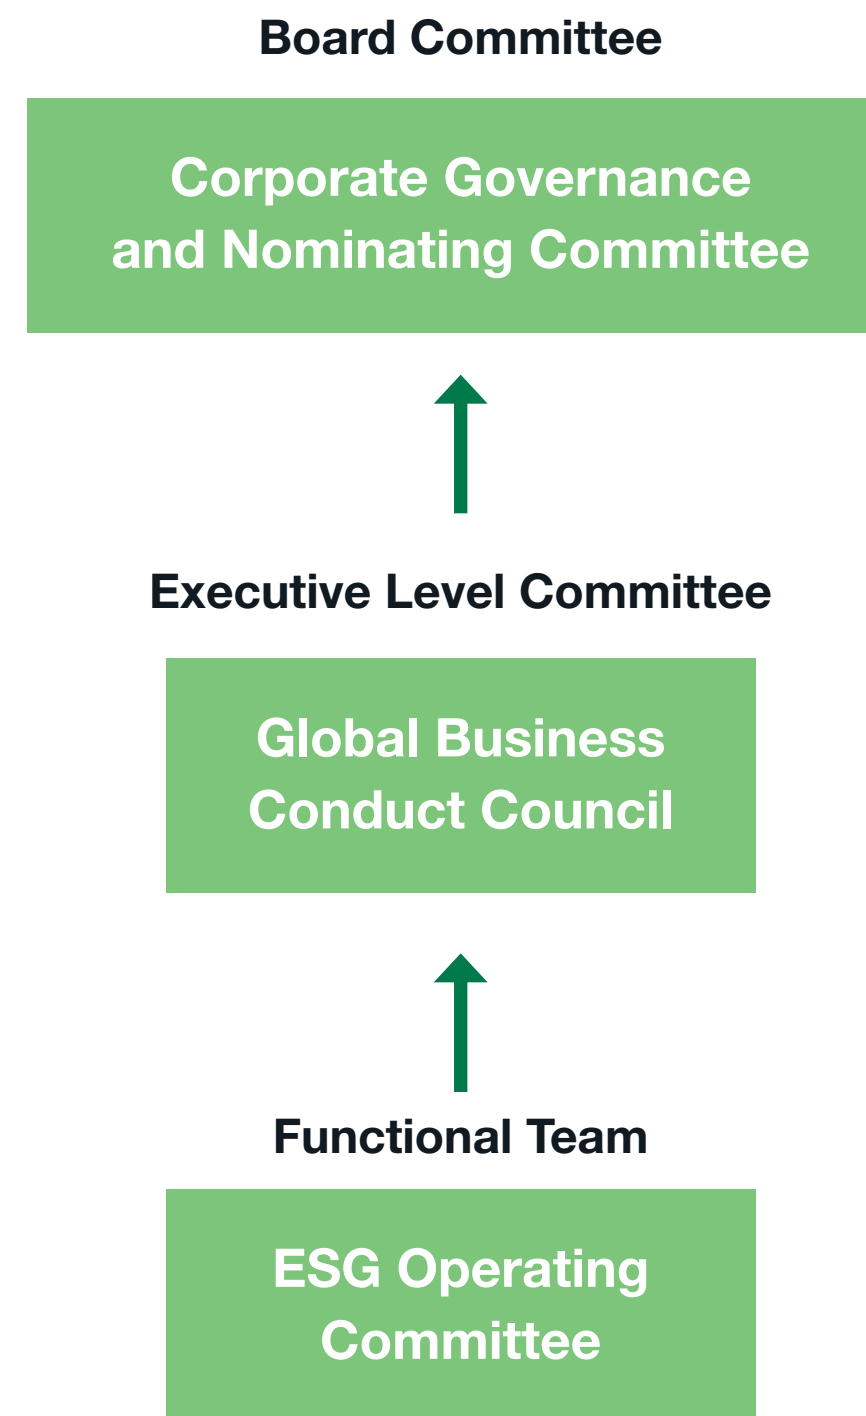 Board Committee
Corporate Governance
and Nominating Committee
Executive Level Committee
Global Business
Conduct Council
Functional Team
ESG Operating
Committee